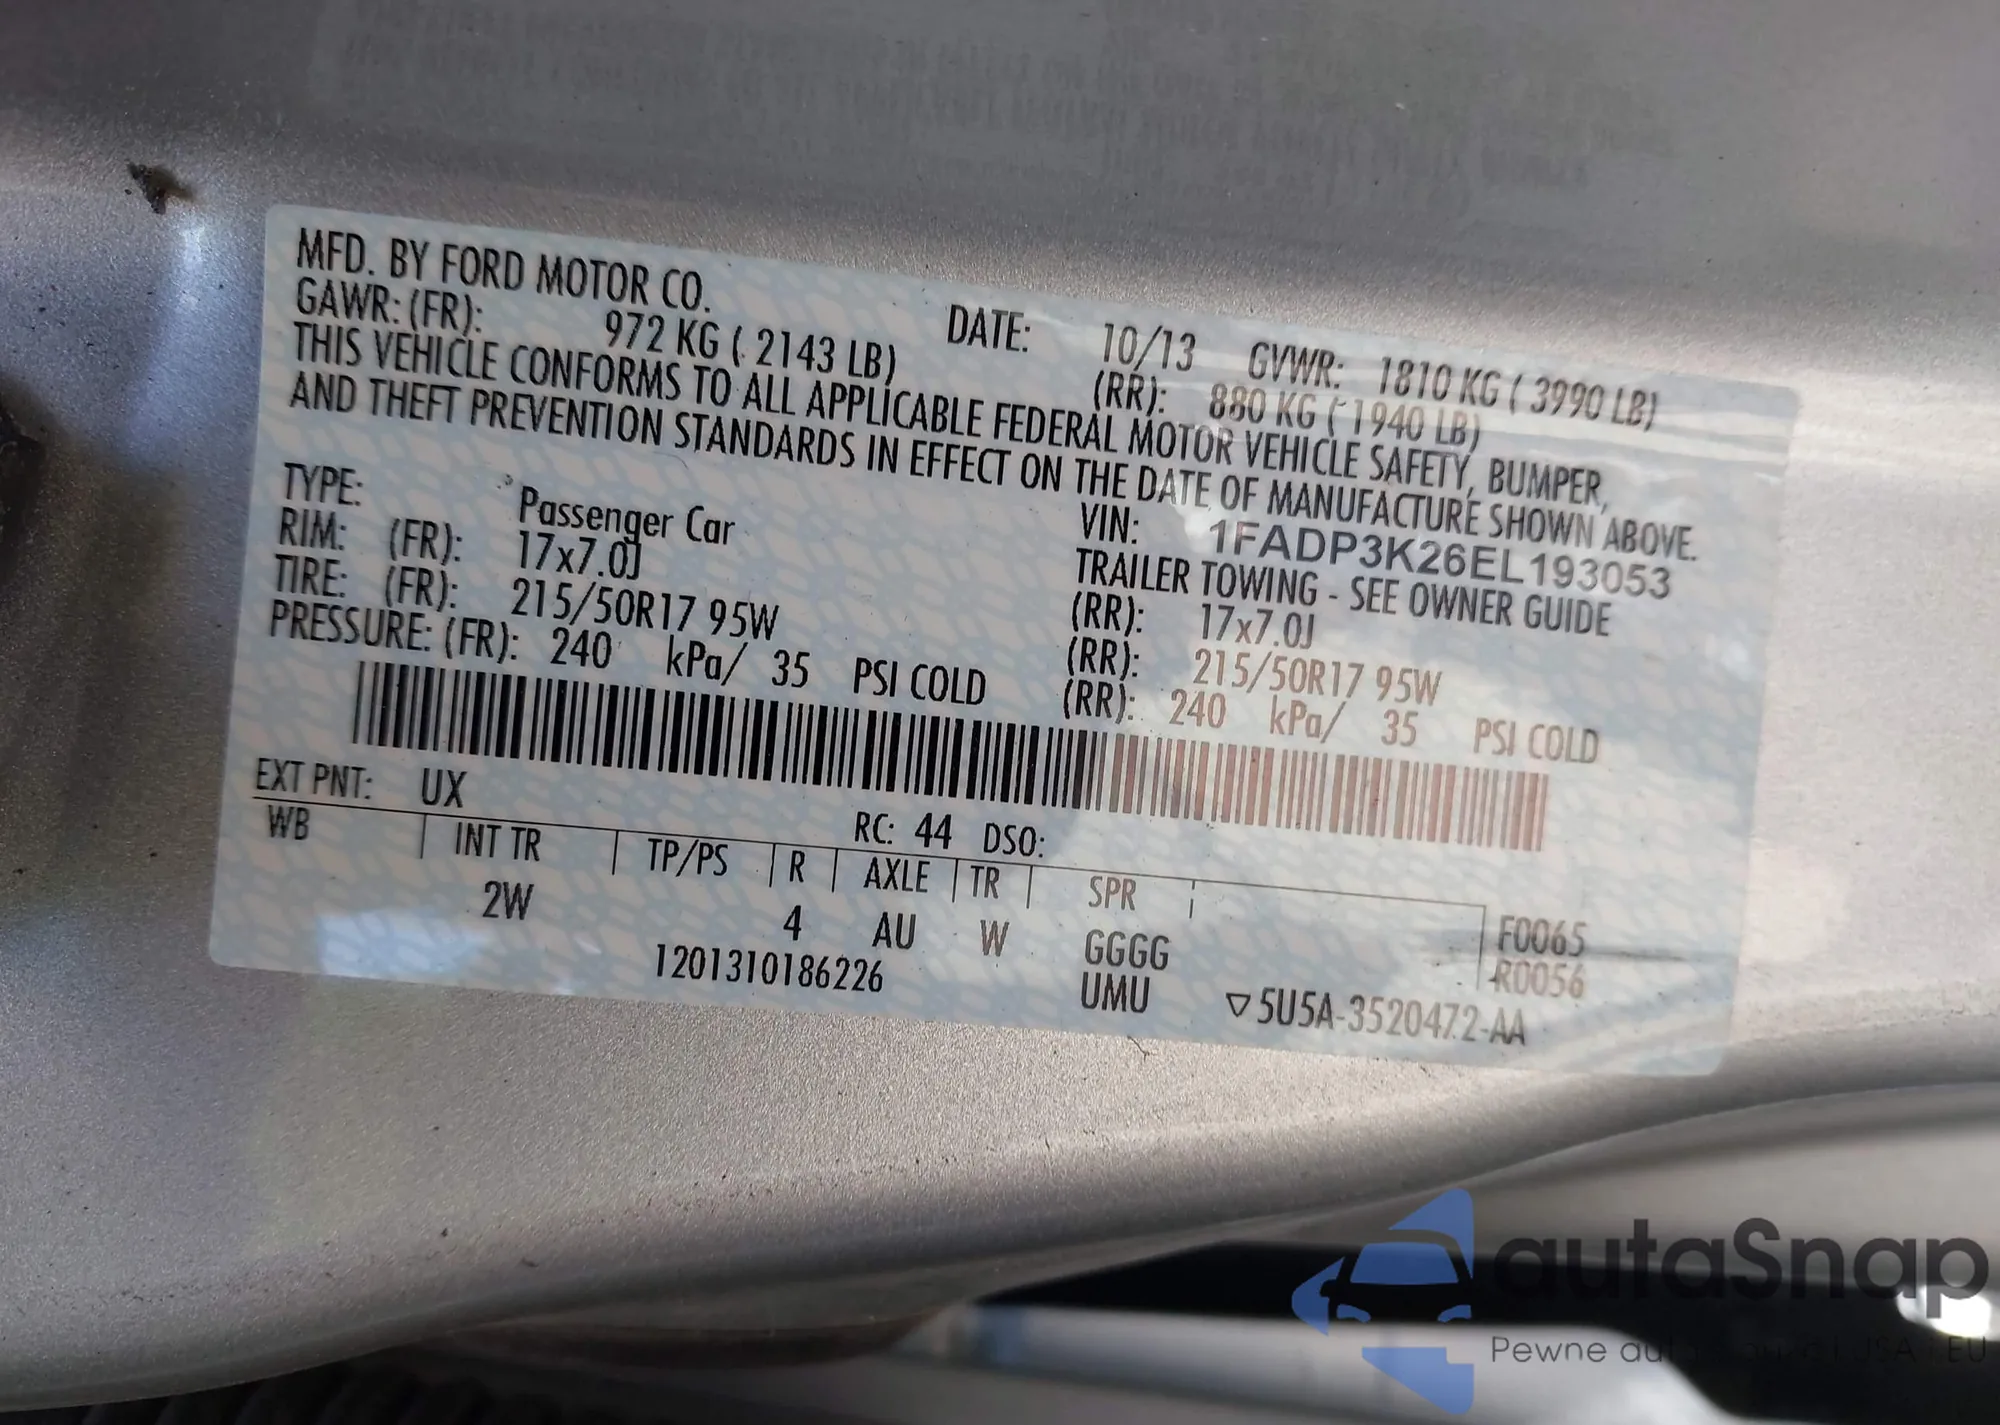 MFD. BY FORD MOTOR CO. DATE: 10/13 GVWR: 1810 KG ( 3990 LB)
GAWR: (FR): 972 KG ( 2143 LB) (RR): 880 KG ( 1940 LB)
THIS VEHICLE CONFORMS TO ALL APPLICABLE FEDERAL MOTOR VEHICLE SAFETY, BUMPER,
AND THEFT PREVENTION STANDARDS IN EFFECT ON THE DATE OF MANUFACTURE SHOWN ABOVE.
VIN: 1FADP3K26EL193053
TYPE: Passenger Car TRAILER TOWING - SEE OWNER GUIDE
RIM: (FR): 17x7.0J (RR): 17x7.0J
TIRE: (FR): 215/50R17 95W (RR): 215/50R17 95W
PRESSURE: (FR): 240 kPa/ 35 PSI COLD (RR): 240 kPa/ 35 PSI COLD
EXT PNT: UX RC: 44 DSO:
WB INT TR TP/PS R AXLE TR SPR F0065
2W 4 AU W GGGG R0056
1201310186226 UMU ▽5U5A-3520472-AA
autaSnap
Pewne auta USA EU